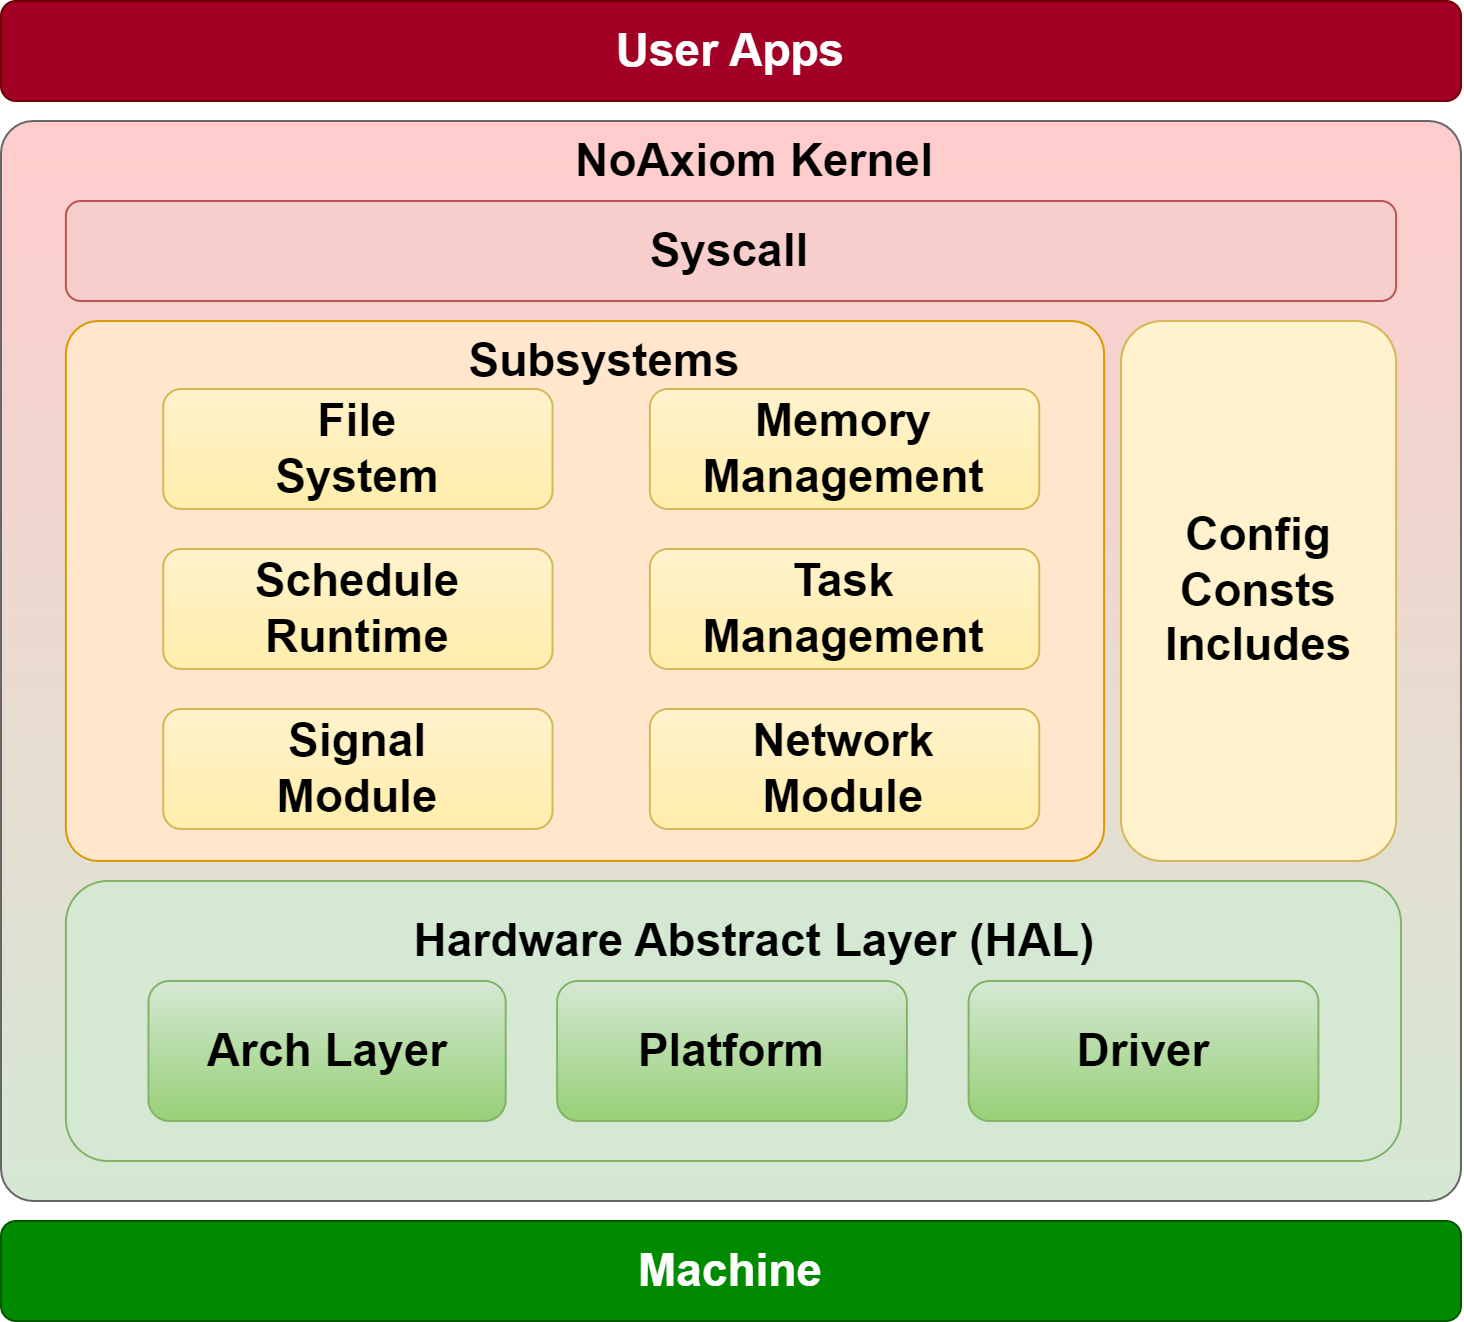 User Apps
NoAxiom Kernel
Syscall
Subsystems
File
System
Memory
Management
Schedule
Runtime
Task
Management
Signal
Module
Network
Module
Config
Consts
Includes
Hardware Abstract Layer (HAL)
Arch Layer
Platform
Driver
Machine